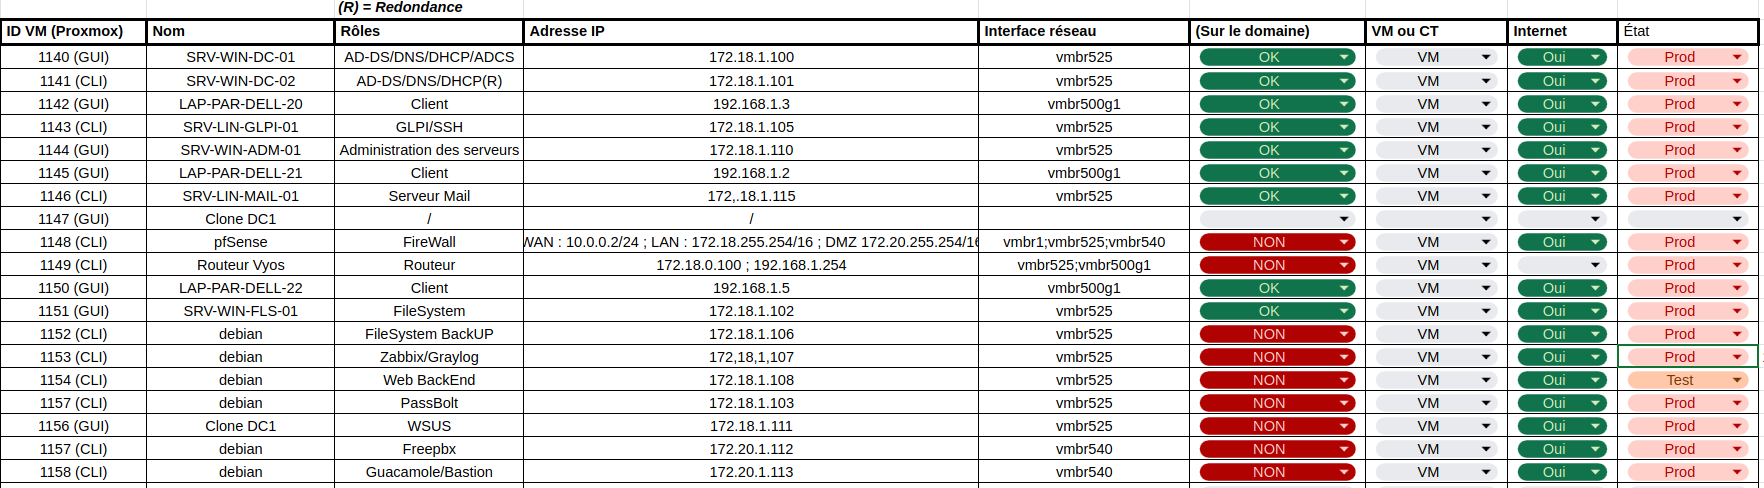 (R) = Redondance
ID VM (Proxmox) Nom Rôles Adresse IP Interface réseau (Sur le domaine) VM ou CT Internet État
1140 (GUI) SRV-WIN-DC-01 AD-DS/DNS/DHCP/ADCS 172.18.1.100 vmbr525 OK VM Oui Prod
1141 (CLI) SRV-WIN-DC-02 AD-DS/DNS/DHCP(R) 172.18.1.101 vmbr525 OK VM Oui Prod
1142 (GUI) LAP-PAR-DELL-20 Client 192.168.1.3 vmbr500g1 OK VM Oui Prod
1143 (CLI) SRV-LIN-GLPI-01 GLPI/SSH 172.18.1.105 vmbr525 OK VM Oui Prod
1144 (GUI) SRV-WIN-ADM-01 Administration des serveurs 172.18.1.110 vmbr525 OK VM Oui Prod
1145 (GUI) LAP-PAR-DELL-21 Client 192.168.1.2 vmbr500g1 OK VM Oui Prod
1146 (CLI) SRV-LIN-MAIL-01 Serveur Mail 172,.18.1.115 vmbr525 OK VM Oui Prod
1147 (GUI) Clone DC1 / /
1148 (CLI) pfSense FireWall WAN : 10.0.0.2/24 ; LAN : 172.18.255.254/16 ; DMZ 172.20.255.254/16 vmbr1;vmbr525;vmbr540 NON VM Oui Prod
1149 (CLI) Routeur Vyos Routeur 172.18.0.100 ; 192.168.1.254 vmbr525;vmbr500g1 NON VM Prod
1150 (GUI) LAP-PAR-DELL-22 Client 192.168.1.5 vmbr500g1 OK VM Oui Prod
1151 (GUI) SRV-WIN-FLS-01 FileSystem 172.18.1.102 vmbr525 OK VM Oui Prod
1152 (CLI) debian FileSystem BackUP 172.18.1.106 vmbr525 NON VM Oui Prod
1153 (CLI) debian Zabbix/Graylog 172,18,1,107 vmbr525 NON VM Oui Prod
1154 (CLI) debian Web BackEnd 172.18.1.108 vmbr525 NON VM Oui Test
1157 (CLI) debian PassBolt 172.18.1.103 vmbr525 NON VM Oui Prod
1156 (GUI) Clone DC1 WSUS 172.18.1.111 vmbr525 NON VM Oui Prod
1157 (CLI) debian Freepbx 172.20.1.112 vmbr540 NON VM Oui Prod
1158 (CLI) debian Guacamole/Bastion 172.20.1.113 vmbr540 NON VM Oui Prod